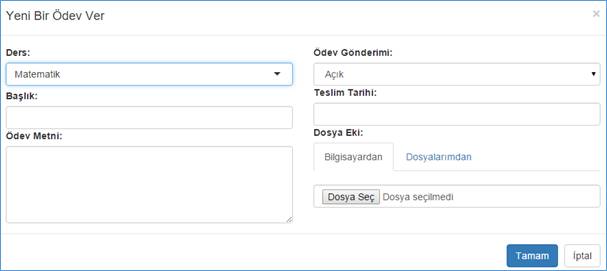 Yeni Bir Ödev Ver
×
Ders:
Matematik
Başlık:
Ödev Metni:
Ödev Gönderimi:
Açık
Teslim Tarihi:
Dosya Eki:
Bilgisayardan Dosyalarımdan
Dosya Seç Dosya seçilmedi
Tamam İptal